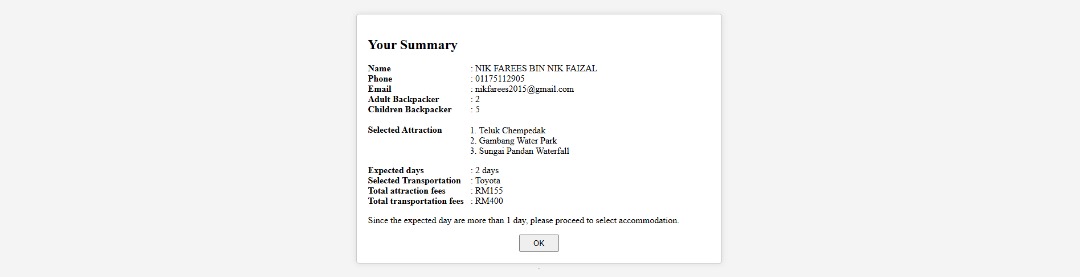 Your Summary
Name : NIK FAREES BIN NIK FAIZAL
Phone : 01175112905
Email : nikfarees2015@gmail.com
Adult Backpacker : 2
Children Backpacker : 5
Selected Attraction 1. Teluk Chempedak
2. Gambang Water Park
3. Sungai Pandan Waterfall
Expected days : 2 days
Selected Transportation : Toyota
Total attraction fees : RM155
Total transportation fees : RM400
Since the expected day are more than 1 day, please proceed to select accommodation.
OK